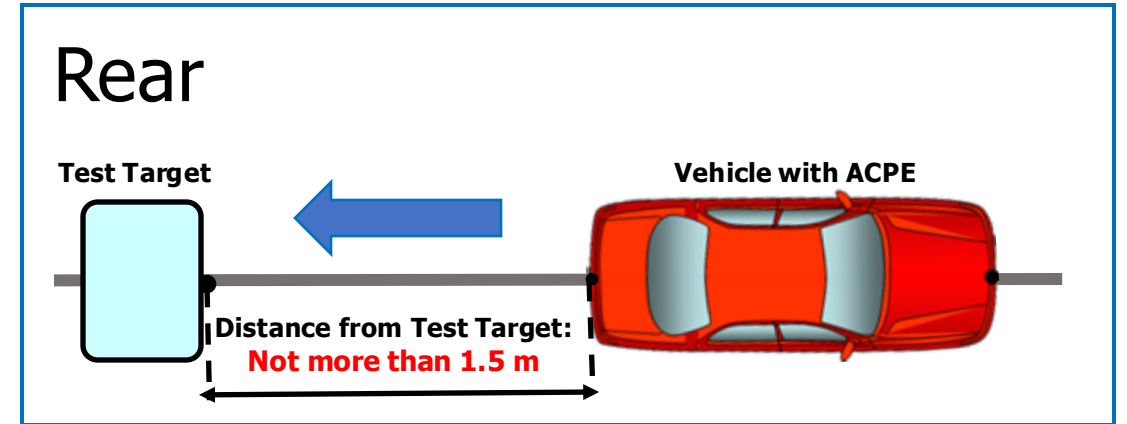 Rear
Test Target
Vehicle with ACPE
Distance from Test Target:
Not more than 1.5 m